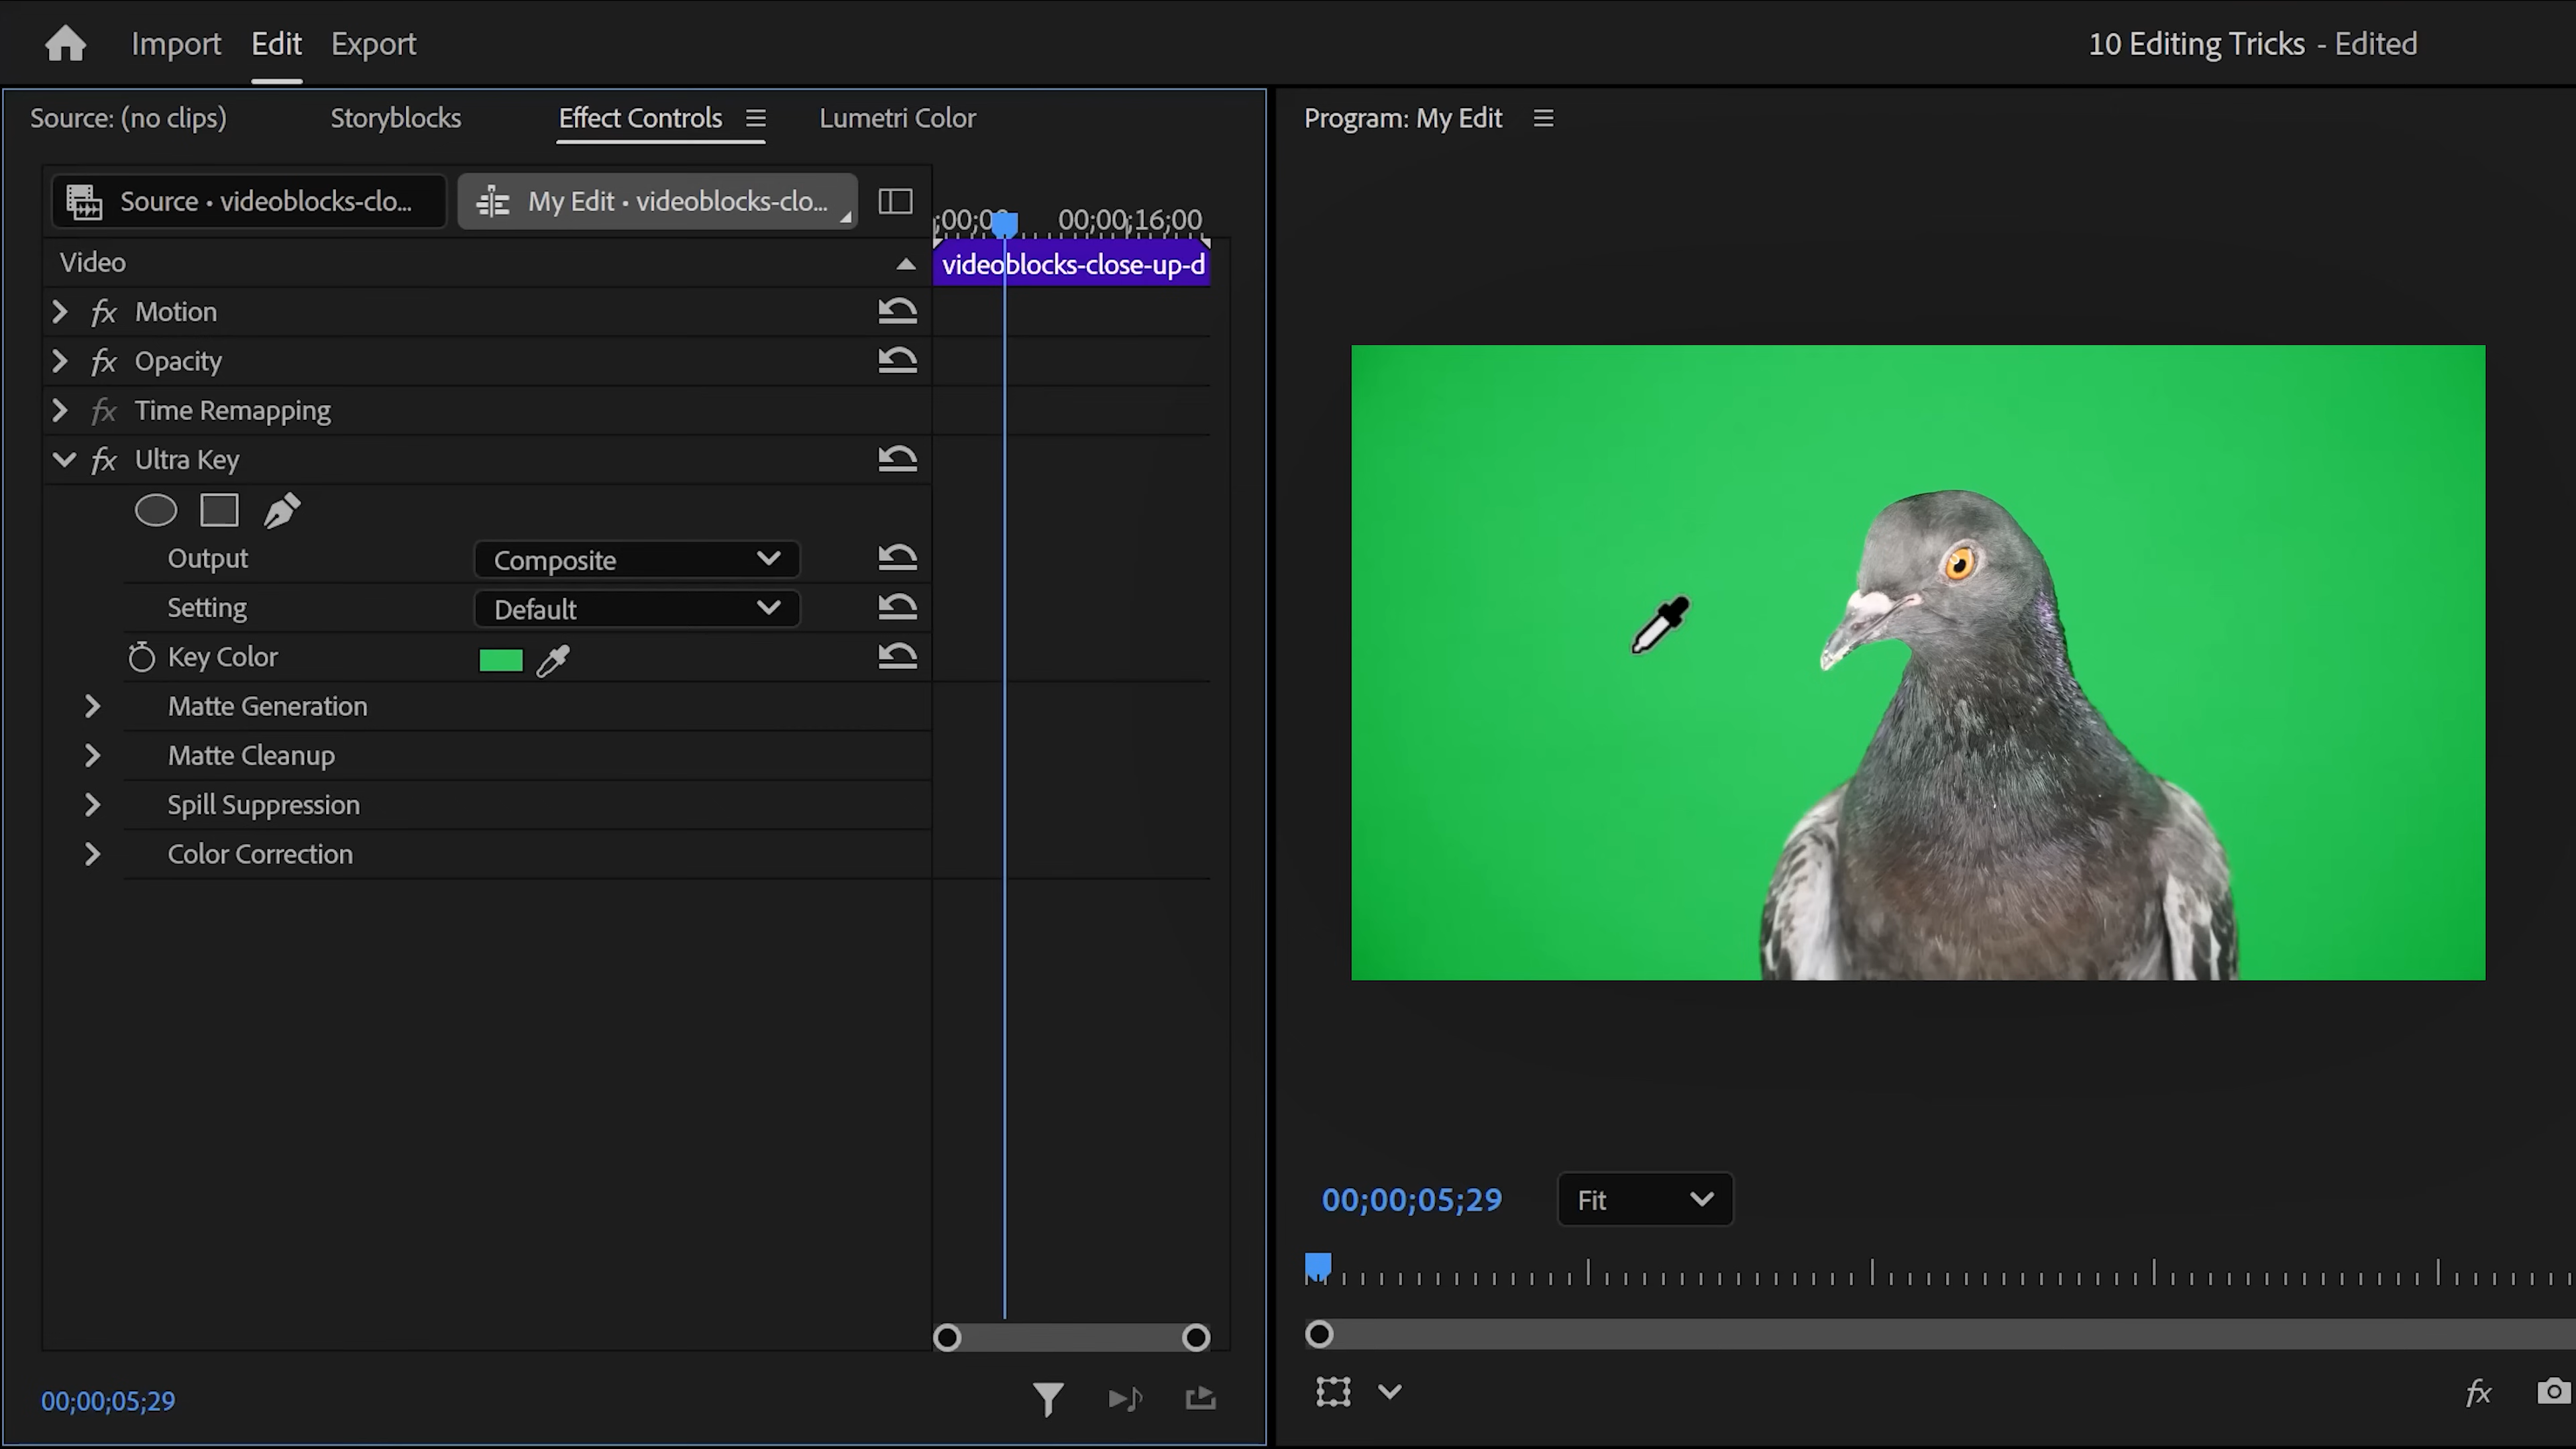 Import Edit Export
10 Editing Tricks - Edited
Source: (no clips) Storyblocks Effect Controls Lumetri Color
Program: My Edit
Source • videoblocks-clo... My Edit • videoblocks-clo...
00;00;16;00
Video
videoblocks-close-up-d
fx Motion
fx Opacity
fx Time Remapping
fx Ultra Key
Output Composite
Setting Default
Key Color
Matte Generation
Matte Cleanup
Spill Suppression
Color Correction
00;00;05;29 Fit
00;00;05;29
fx